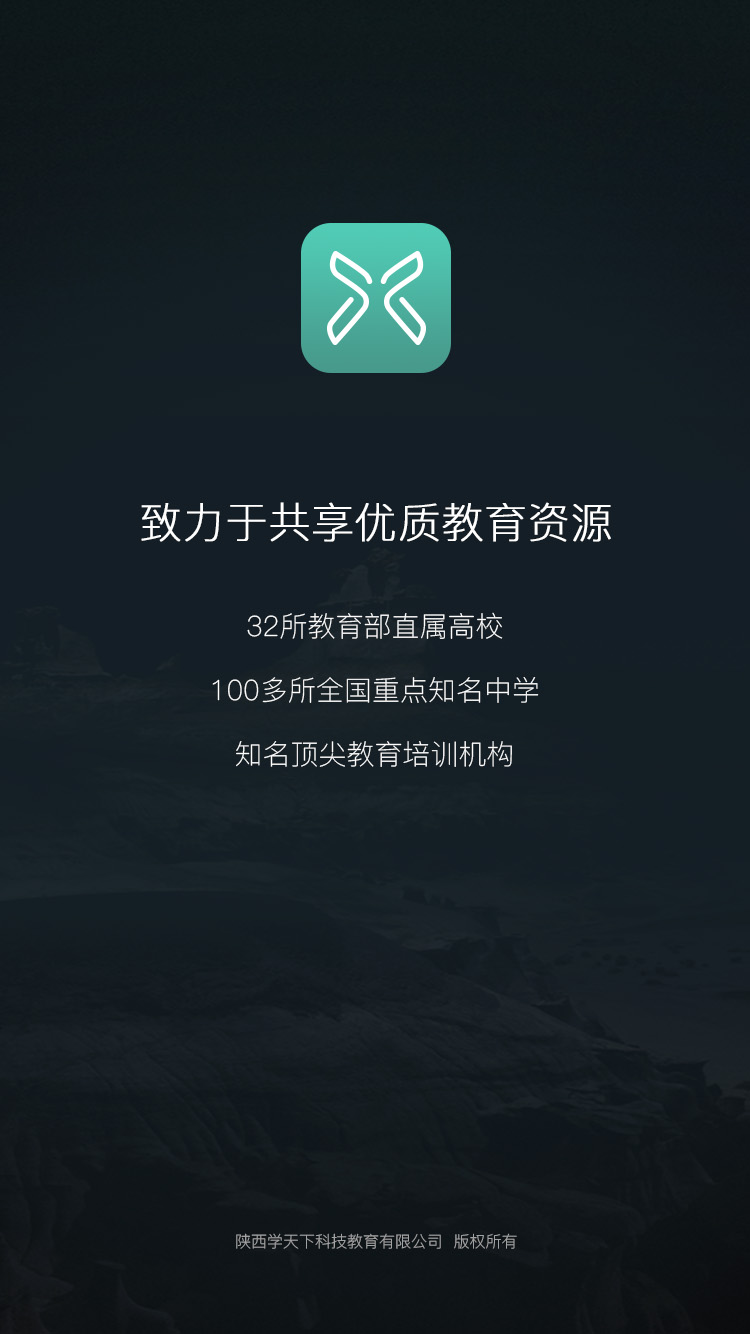 致力于共享优质教育资源
32所教育部直属高校
100多所全国重点知名中学
知名顶尖教育培训机构
陕西学天下科技教育有限公司 版权所有